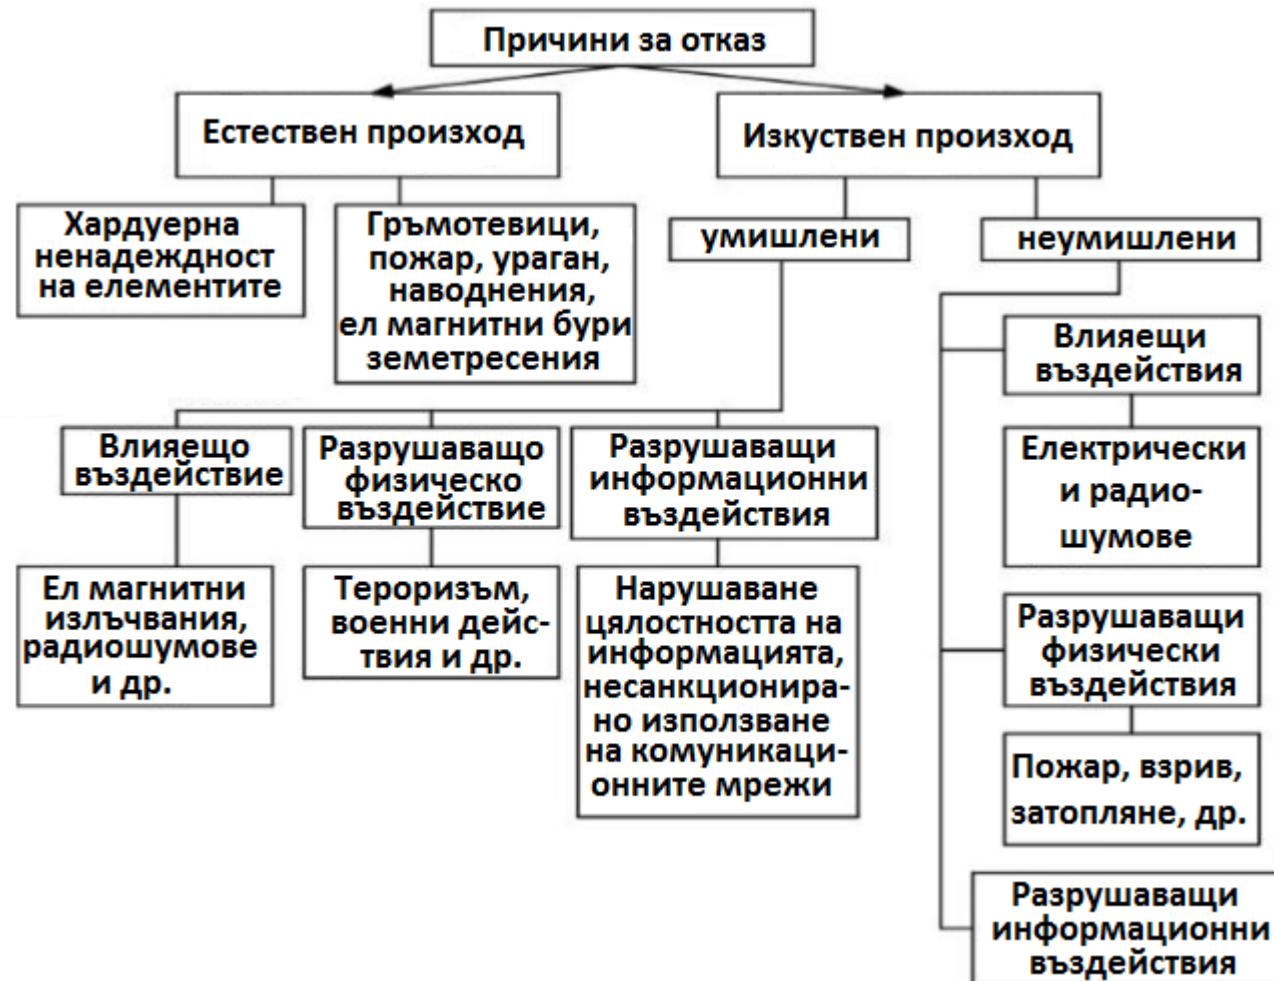 Причини за отказ
Естествен произход
Изкуствен произход
Хардуерна
ненадеждност
на елементите
Гръмотевици,
пожар, ураган,
наводнения,
ел магнитни бури
земетресения
умишлени
неумишлени
Влияещо
въздействие
Разрушаващо
физическо
въздействие
Разрушаващи
информационни
въздействия
Ел магнитни
излъчвания,
радиошумове
и др.
Тероризъм,
военни дейс-
твия и др.
Нарушаване
цялостността на
информацията,
несанкционира-
но използване
на комуникаци-
онните мрежи
Влияещи
въздействия
Електрически
и радио-
шумове
Разрушаващи
физически
въздействия
Пожар, взрив,
затопляне, др.
Разрушаващи
информационни
въздействия